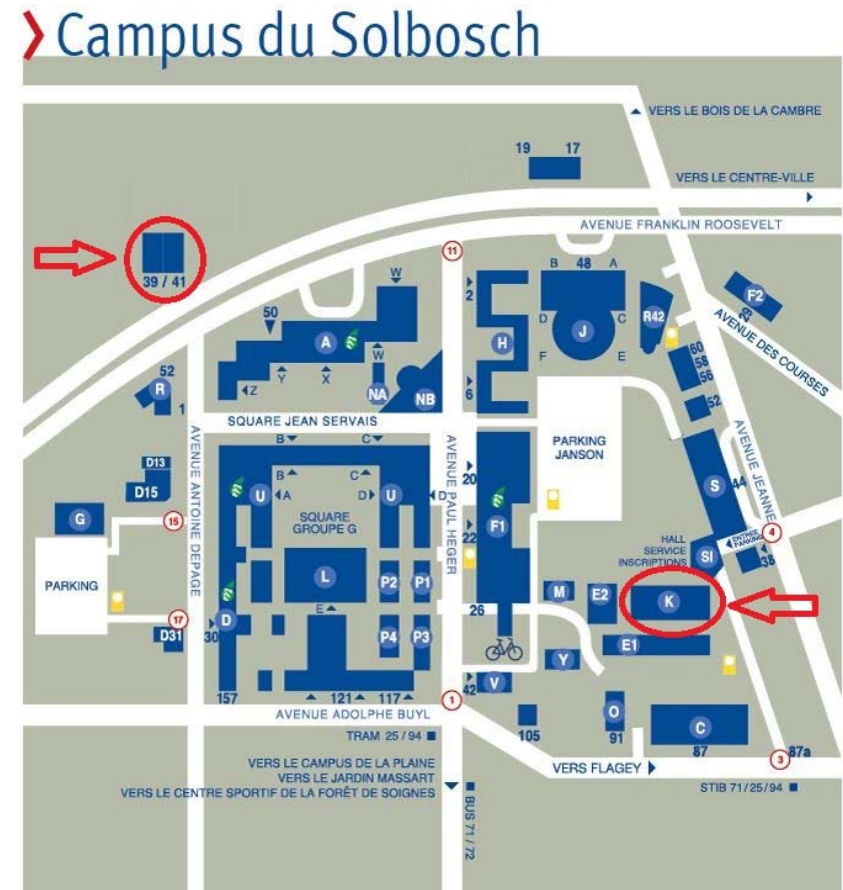 Campus du Solbosch
VERS LE BOIS DE LA CAMBRE
19 17
VERS LE CENTRE-VILLE
AVENUE FRANKLIN ROOSEVELT
11
39 / 41
W
B 48 A
2
F2
29
50
D J C
R42
AVENUE DES COURSES
A
H
W
F E
60
58
56
52
52
R
1
Z Y X
NA
NB
6
SQUARE JEAN SERVAIS
AVENUE ANTOINE DEPAGE
AVENUE PAUL HEGER
PARKING
JANSON
AVENUE JEANNE
B C
D13
D15
B C
U A D U D
20
S
44
G
15
SQUARE
GROUPE G
F1
22
HALL
SERVICE
INSCRIPTIONS
ENTRÉE
PARKING
4
SI
38
PARKING
L
P2 P1
M
E2
K
E
26
17
D31
30
D
P4 P3
E1
Y
42
V
157 121 117
1
O
C
AVENUE ADOLPHE BUYL
105
91
87
87a
3
TRAM 25 / 94
VERS LE CAMPUS DE LA PLAINE
VERS LE JARDIN MASSART
VERS LE CENTRE SPORTIF DE LA FORÊT DE SOIGNES
BUS 71 / 72
VERS FLAGEY
STIB 71/25/94